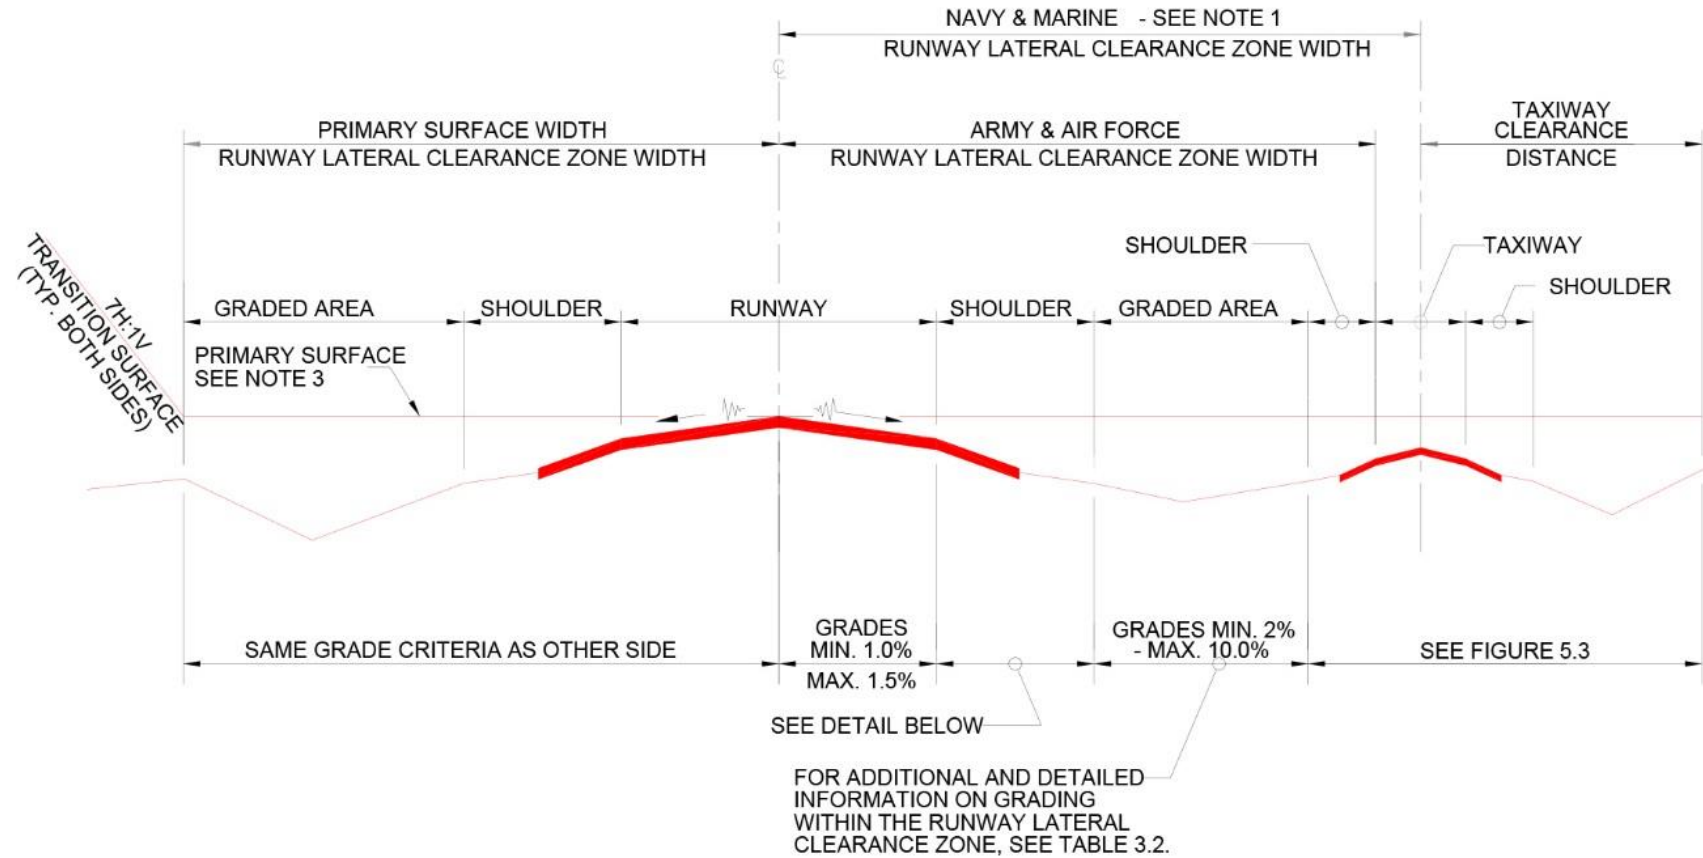 NAVY & MARINE - SEE NOTE 1
RUNWAY LATERAL CLEARANCE ZONE WIDTH
℄
PRIMARY SURFACE WIDTH
RUNWAY LATERAL CLEARANCE ZONE WIDTH
ARMY & AIR FORCE
RUNWAY LATERAL CLEARANCE ZONE WIDTH
TAXIWAY
CLEARANCE
DISTANCE
SHOULDER
TAXIWAY
SHOULDER
7H:1V
TRANSITION SURFACE
(TYP. BOTH SIDES)
GRADED AREA
SHOULDER
RUNWAY
SHOULDER
GRADED AREA
PRIMARY SURFACE
SEE NOTE 3
SAME GRADE CRITERIA AS OTHER SIDE
GRADES
MIN. 1.0%
MAX. 1.5%
GRADES MIN. 2%
- MAX. 10.0%
SEE FIGURE 5.3
SEE DETAIL BELOW
FOR ADDITIONAL AND DETAILED
INFORMATION ON GRADING
WITHIN THE RUNWAY LATERAL
CLEARANCE ZONE, SEE TABLE 3.2.